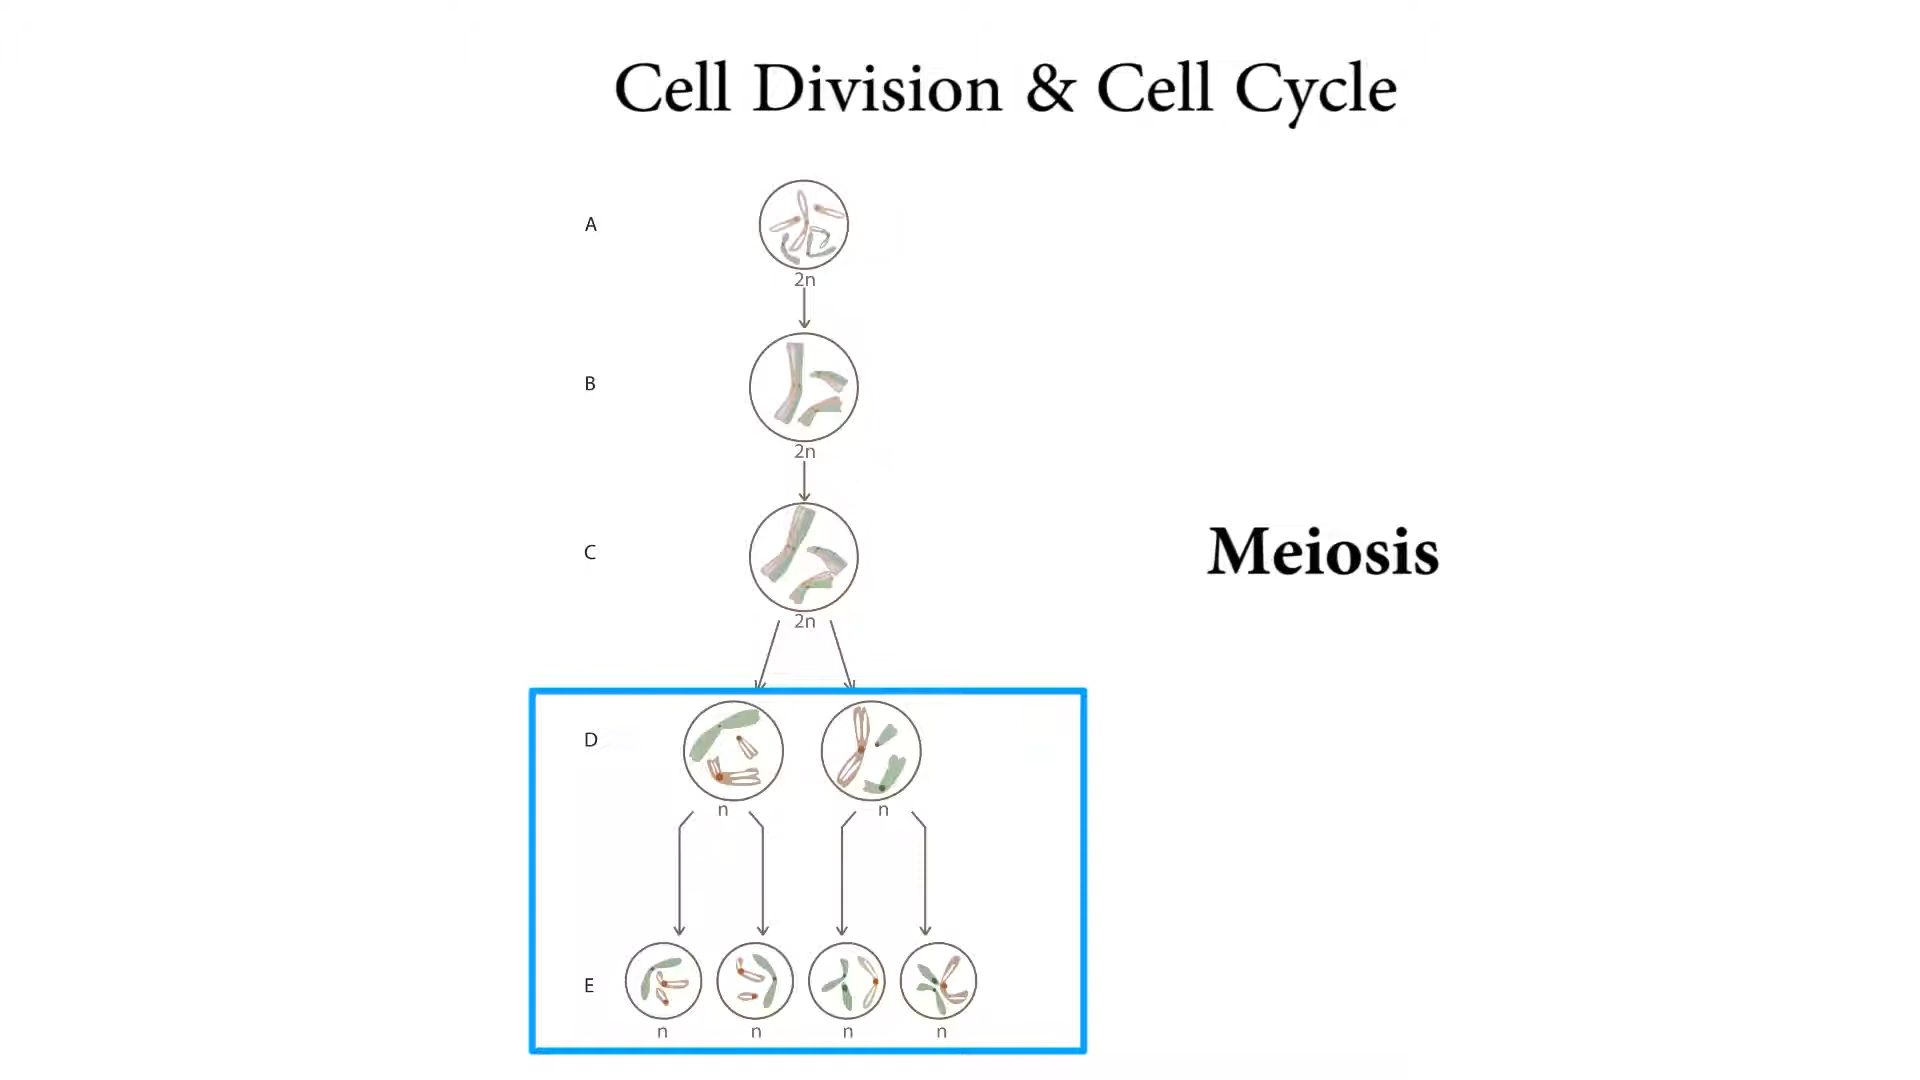 Cell Division & Cell Cycle
A
2n
B
2n
C
Meiosis
2n
D
n n
E
n n n n